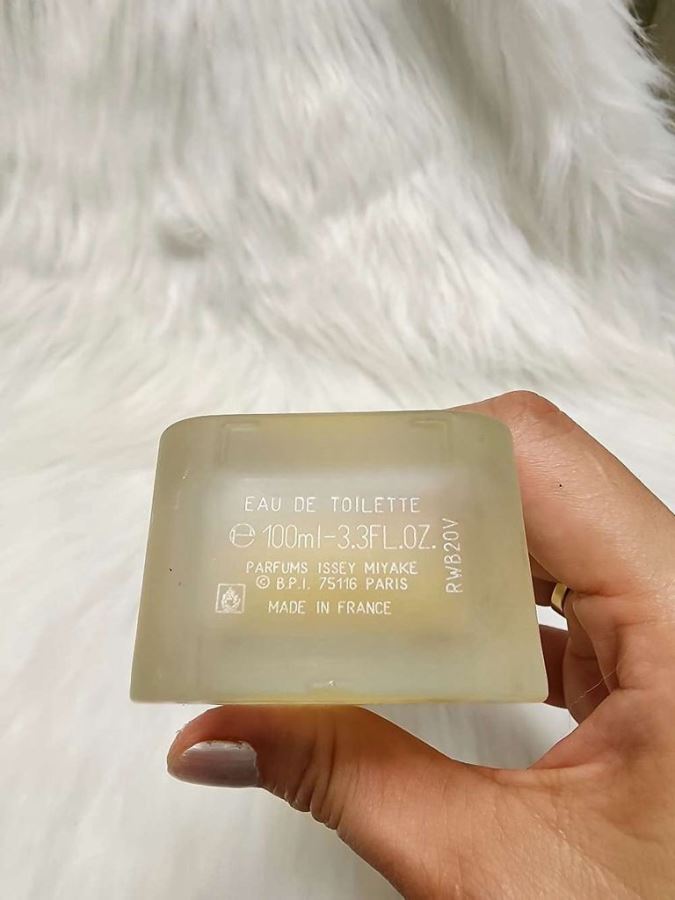 EAU DE TOILETTE
100ml-3.3FL.OZ.
PARFUMS ISSEY MIYAKE
© B.P.I. 75116 PARIS
MADE IN FRANCE
RWB20V